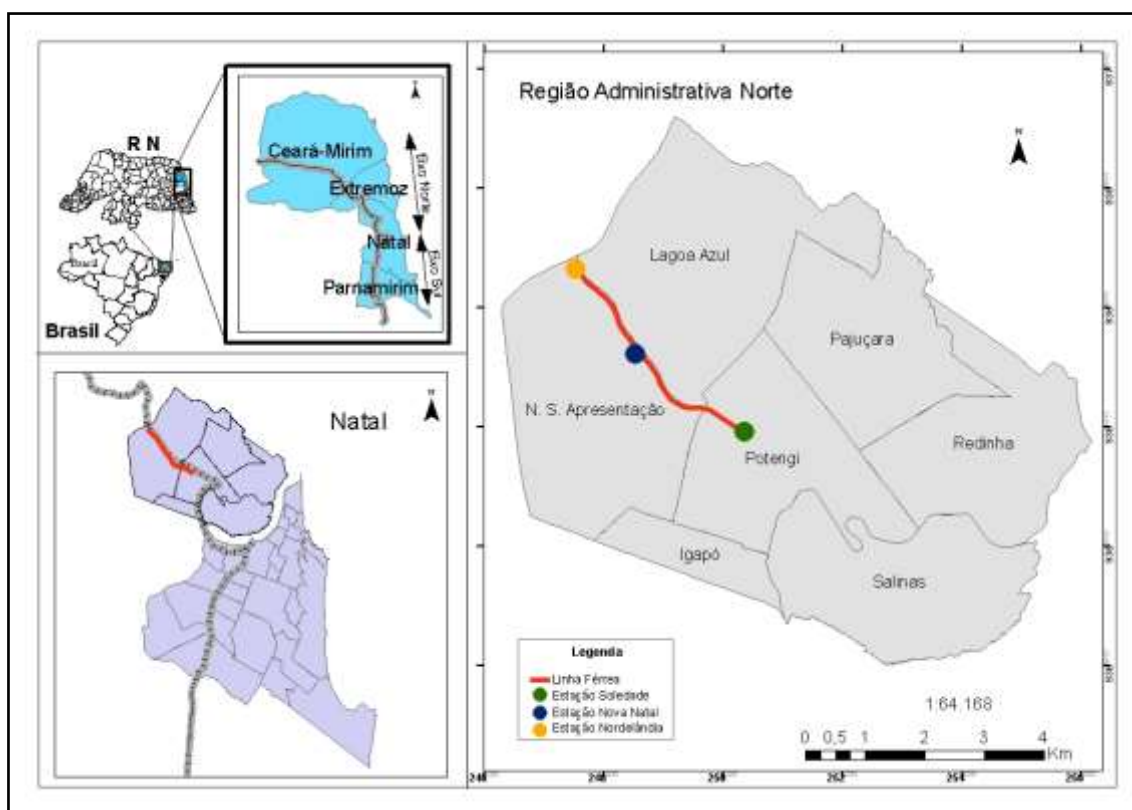 R N
Brasil
Brasil
Ceará-Mirim
Extremoz
Natal
Parnamirim
Eixo Norte
Eixo Sul
N
Natal
N
Região Administrativa Norte
N
Lagoa Azul
Pajuçara
N. S. Apresentação
Redinha
Potengi
Igapó
Salinas
Legenda
Linha Férrea
Estação Soledade
Estação Nova Natal
Estação Nordelândia
1:64.168
0 0,5 1 2 3 4
Km